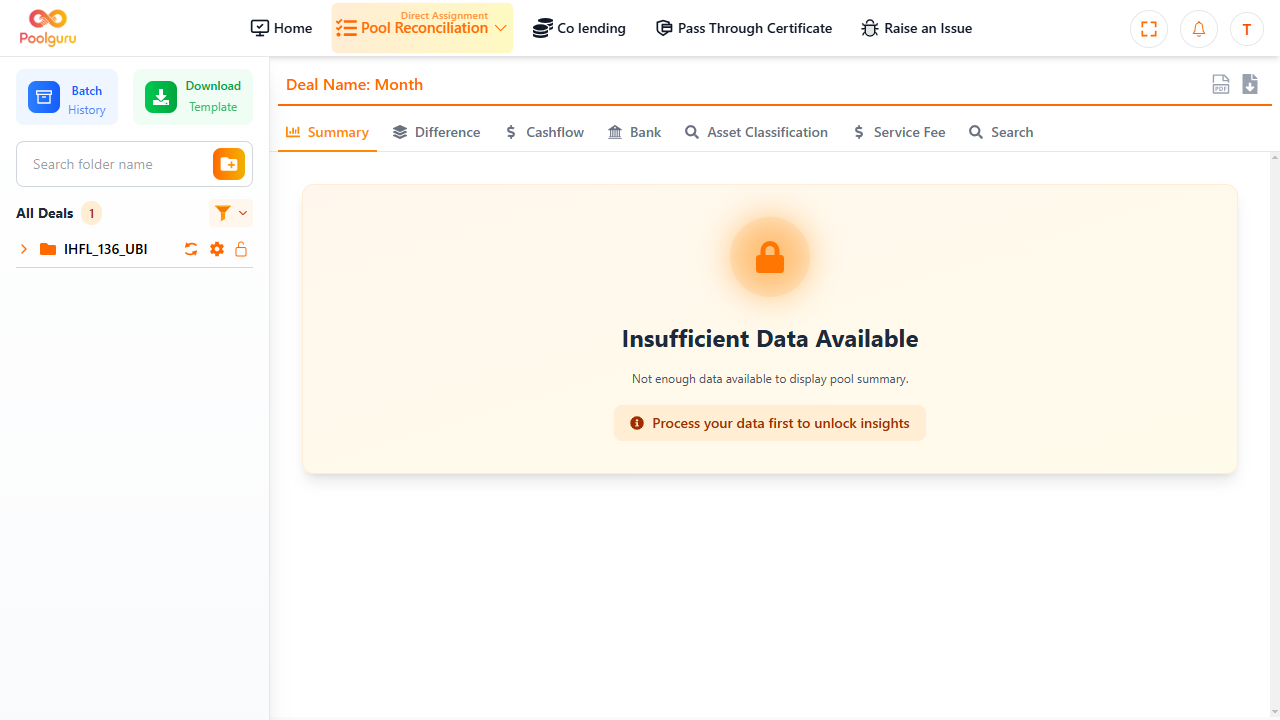 Poolguru
Home
Direct Assignment
Pool Reconciliation
Co lending
Pass Through Certificate
Raise an Issue
T
Batch
History
Download
Template
Search folder name
All Deals 1
IHFL_136_UBI
Deal Name: Month
PDF
Summary
Difference
$ Cashflow
Bank
Asset Classification
$ Service Fee
Search
Insufficient Data Available
Not enough data available to display pool summary.
Process your data first to unlock insights